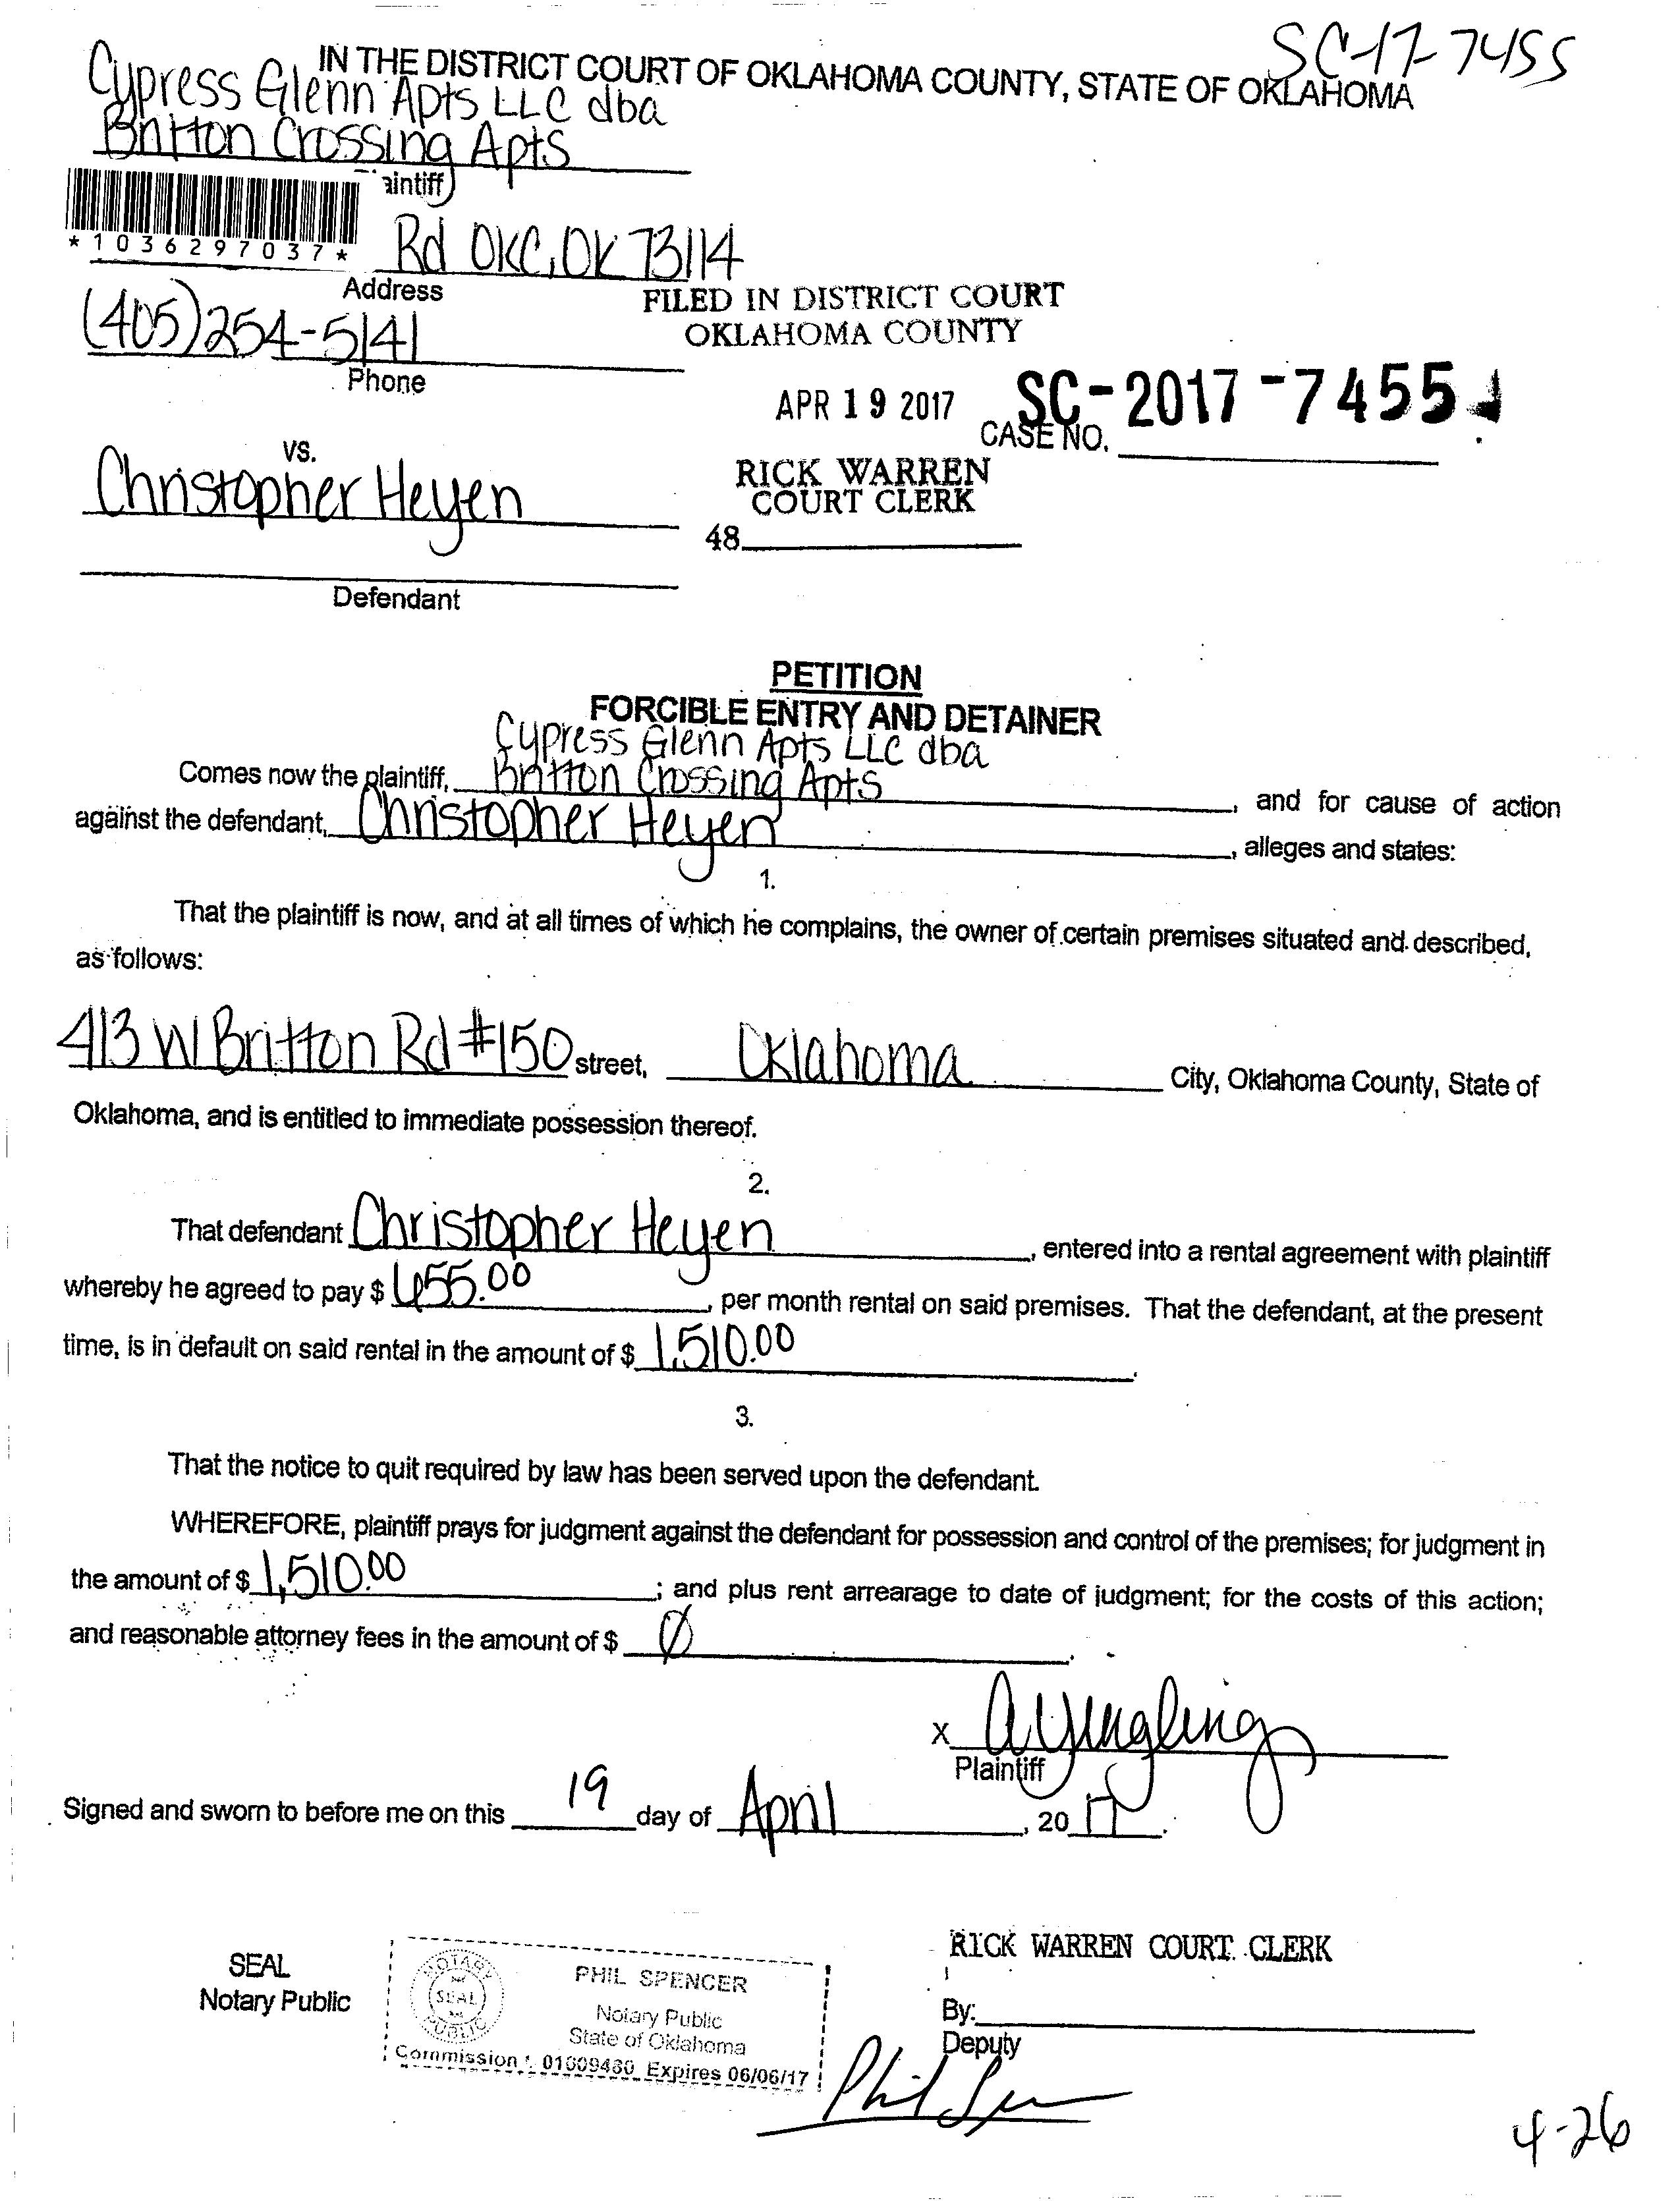 SC-17-7455
IN THE DISTRICT COURT OF OKLAHOMA COUNTY, STATE OF OKLAHOMA
Cypress Glenn Apts LLC dba
Britton Crossing Apts
aintiff
*1036297037*
Rd OKC, OK 73114
Address
FILED IN DISTRICT COURT
OKLAHOMA COUNTY
(405)254-5141
Phone
APR 19 2017
SC-2017-7455
CASE NO.
vs.
RICK WARREN
COURT CLERK
Christopher Heyen
48
Defendant
PETITION
FORCIBLE ENTRY AND DETAINER
Cypress Glenn Apts LLC dba
Comes now the plaintiff, Britton Crossing Apts, and for cause of action
against the defendant, Christopher Heyen, alleges and states:
1.
That the plaintiff is now, and at all times of which he complains, the owner of certain premises situated and described,
as follows:
413 W Britton Rd #150 street, Oklahoma City, Oklahoma County, State of
Oklahoma, and is entitled to immediate possession thereof.
2.
That defendant Christopher Heyen, entered into a rental agreement with plaintiff
whereby he agreed to pay $ 655.00, per month rental on said premises. That the defendant, at the present
time, is in default on said rental in the amount of $ 1,510.00.
3.
That the notice to quit required by law has been served upon the defendant.
WHEREFORE, plaintiff prays for judgment against the defendant for possession and control of the premises; for judgment in
the amount of $ 1,510.00; and plus rent arrearage to date of judgment; for the costs of this action;
and reasonable attorney fees in the amount of $ Ø.
x ayingling
Plaintiff
Signed and sworn to before me on this 19 day of April, 2017.
RICK WARREN COURT CLERK
SEAL
Notary Public
NOTARY
SEAL
PUBLIC
PHIL SPENCER
Notary Public
State of Oklahoma
Commission # 01009480 Expires 06/06/17
By:
Deputy
Phil
4-26